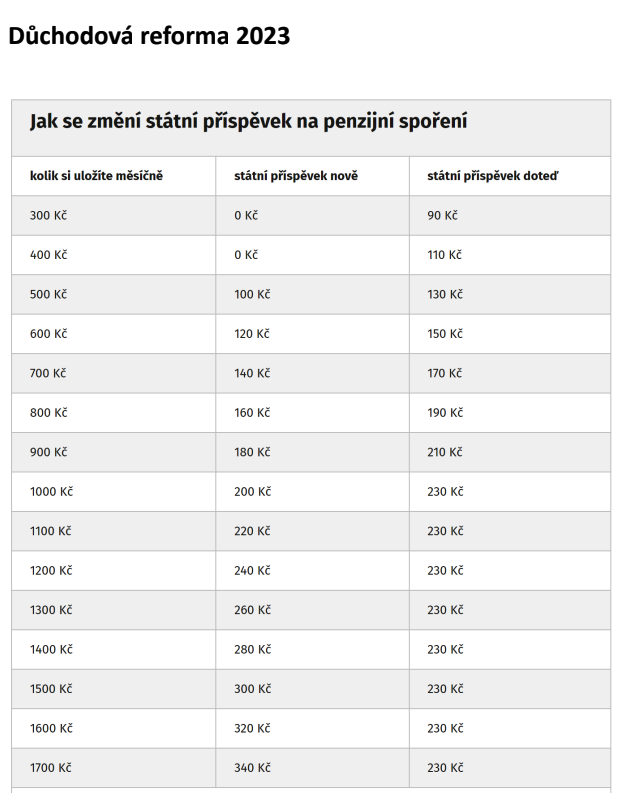 Důchodová reforma 2023
Jak se změní státní příspěvek na penzijní spoření
kolik si uložíte měsíčně státní příspěvek nově státní příspěvek doteď
300 Kč 0 Kč 90 Kč
400 Kč 0 Kč 110 Kč
500 Kč 100 Kč 130 Kč
600 Kč 120 Kč 150 Kč
700 Kč 140 Kč 170 Kč
800 Kč 160 Kč 190 Kč
900 Kč 180 Kč 210 Kč
1000 Kč 200 Kč 230 Kč
1100 Kč 220 Kč 230 Kč
1200 Kč 240 Kč 230 Kč
1300 Kč 260 Kč 230 Kč
1400 Kč 280 Kč 230 Kč
1500 Kč 300 Kč 230 Kč
1600 Kč 320 Kč 230 Kč
1700 Kč 340 Kč 230 Kč